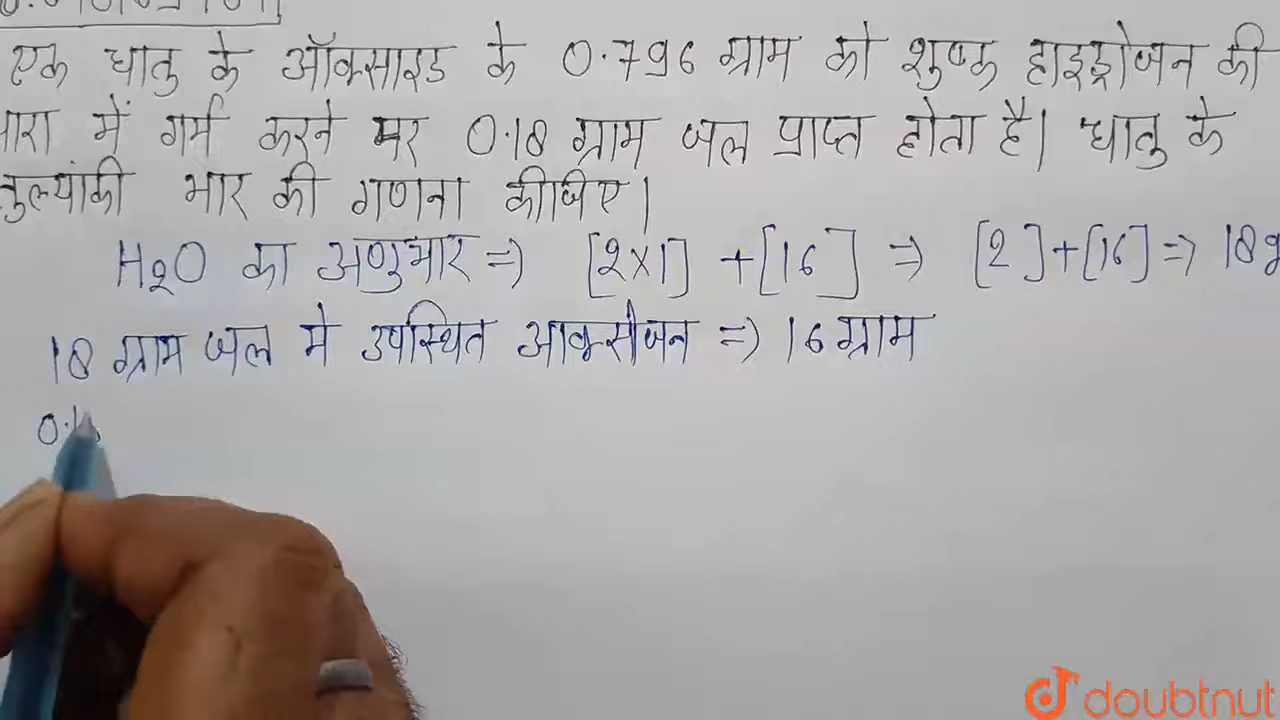 एक धातु के ऑक्साइड के 0.796 ग्राम को शुष्क हाइड्रोजन की
में गर्म करने पर 0.18 ग्राम जल प्राप्त होता है। धातु के
भार की गणना कीजिए।
H₂O का अणुभार => [2×1] + [16] => [2]+[16] => 18g
18 ग्राम जल मे उपस्थित आक्सीजन => 16 ग्राम
doubtnut